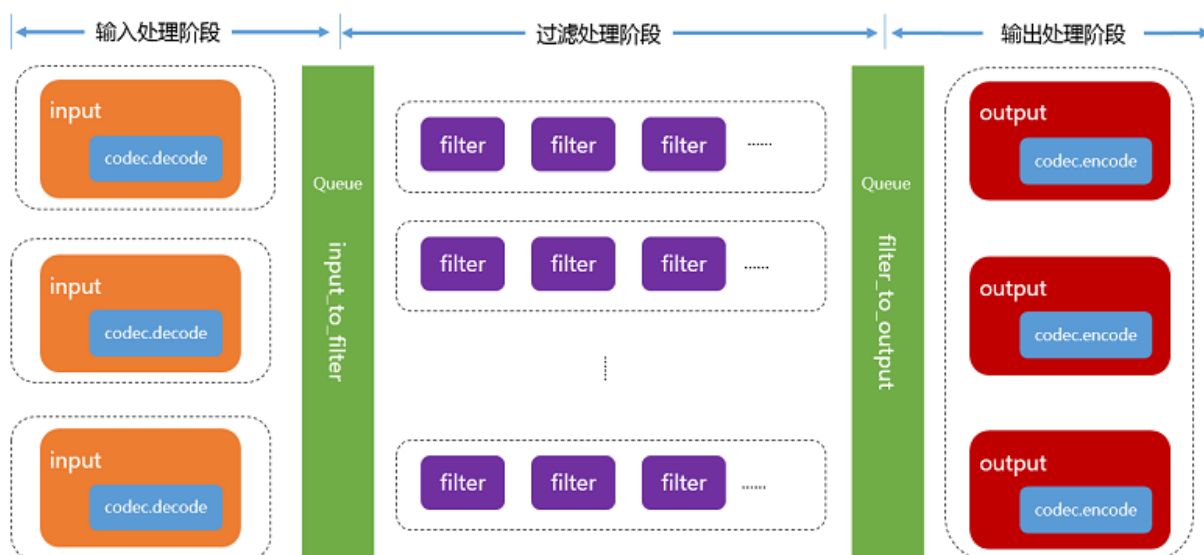 输入处理阶段
过滤处理阶段
输出处理阶段
input
codec.decode
input
codec.decode
input
codec.decode
Queue
input_to_filter
filter
filter
filter
......
filter
filter
filter
......
......
filter
filter
filter
......
Queue
filter_to_output
output
codec.encode
output
codec.encode
output
codec.encode